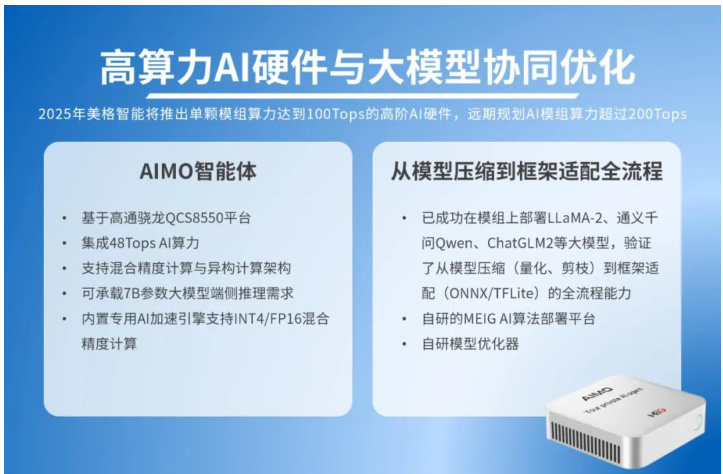 高算力AI硬件与大模型协同优化
2025年美格智能将推出单颗模组算力达到100Tops的高阶AI硬件，远期规划AI模组算力超过200Tops
AIMO智能体
• 基于高通骁龙QCS8550平台
• 集成48Tops AI算力
• 支持混合精度计算与异构计算架构
• 可承载7B参数大模型端侧推理需求
• 内置专用AI加速引擎支持INT4/FP16混合
精度计算
从模型压缩到框架适配全流程
• 已成功在模组上部署LLaMA-2、通义千
问Qwen、ChatGLM2等大模型，验证
了从模型压缩（量化、剪枝）到框架适
配（ONNX/TFLite）的全流程能力
• 自研的MEIG AI算法部署平台
• 自研模型优化器
AIMO
Your private AI agent
MEIG